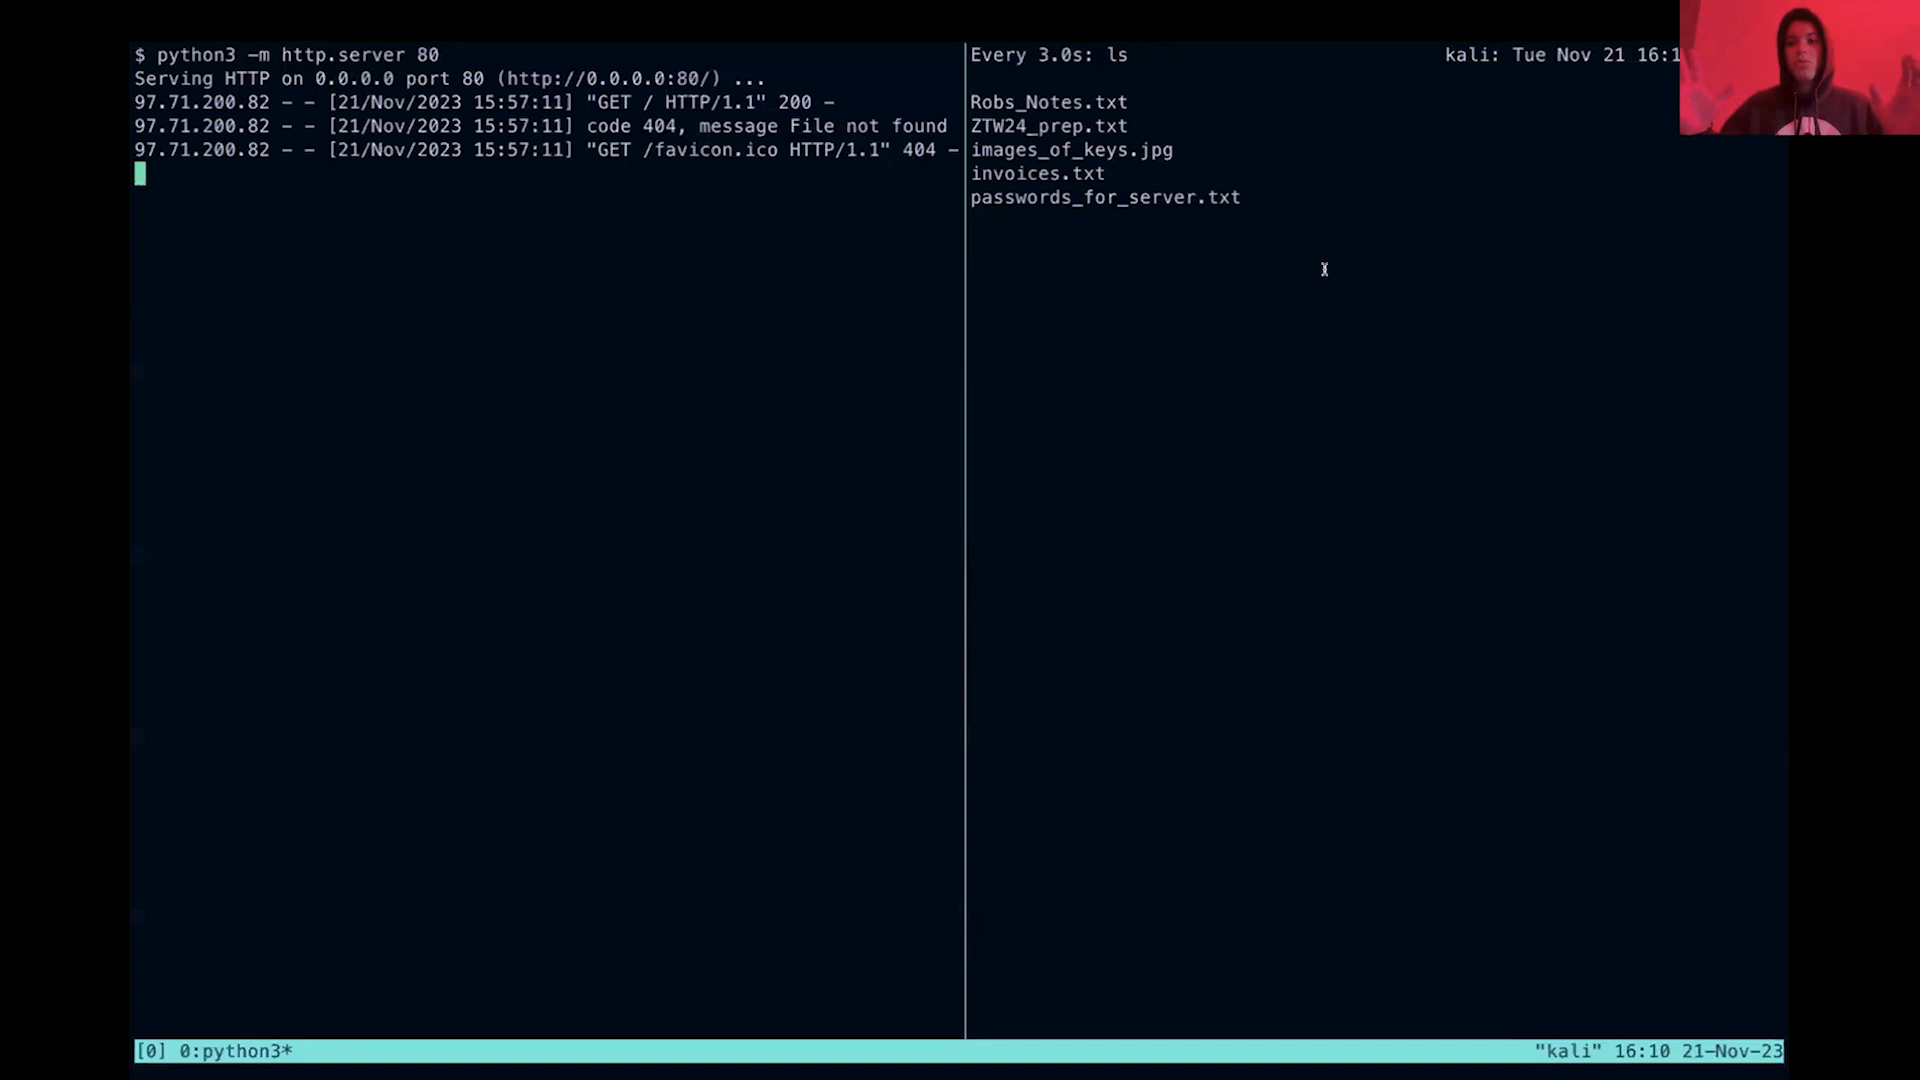 $ python3 -m http.server 80
Serving HTTP on 0.0.0.0 port 80 (http://0.0.0.0:80/) ...
97.71.200.82 - - [21/Nov/2023 15:57:11] "GET / HTTP/1.1" 200 -
97.71.200.82 - - [21/Nov/2023 15:57:11] code 404, message File not found
97.71.200.82 - - [21/Nov/2023 15:57:11] "GET /favicon.ico HTTP/1.1" 404 -
Every 3.0s: ls kali: Tue Nov 21 16:1
Robs_Notes.txt
ZTW24_prep.txt
images_of_keys.jpg
invoices.txt
passwords_for_server.txt
[0] 0:python3* "kali" 16:10 21-Nov-23